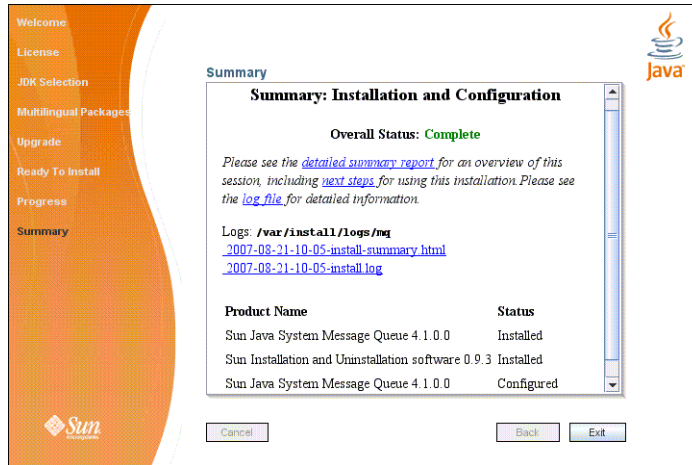 Welcome
License
JDK Selection
Multilingual Packages
Upgrade
Ready To Install
Progress
Summary
Sun
microsystems
Java
Summary
Summary: Installation and Configuration
Overall Status: Complete
Please see the detailed summary report for an overview of this
session, including next steps for using this installation.Please see
the log file for detailed information.
Logs: /var/install/logs/mq
2007-08-21-10-05-install-summary.html
2007-08-21-10-05-install.log
Product Name Status
Sun Java System Message Queue 4.1.0.0 Installed
Sun Installation and Uninstallation software 0.9.3 Installed
Sun Java System Message Queue 4.1.0.0 Configured
Cancel Back Exit